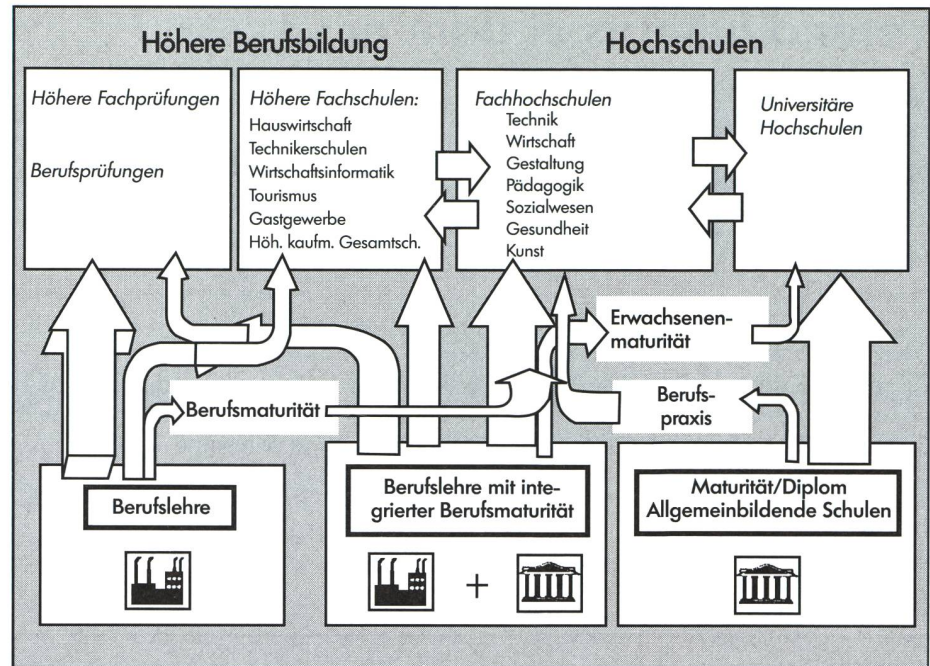 Höhere Berufsbildung
Hochschulen
Höhere Fachprüfungen
Berufsprüfungen
Höhere Fachschulen:
Hauswirtschaft
Technikerschulen
Wirtschaftsinformatik
Tourismus
Gastgewerbe
Höh. kaufm. Gesamtsch.
Fachhochschulen
Technik
Wirtschaft
Gestaltung
Pädagogik
Sozialwesen
Gesundheit
Kunst
Universitäre
Hochschulen
Erwachsenen-
maturität
Berufsmaturität
Berufs-
praxis
Berufslehre
Berufslehre mit inte-
grierter Berufsmaturität
+
Maturität/Diplom
Allgemeinbildende Schulen